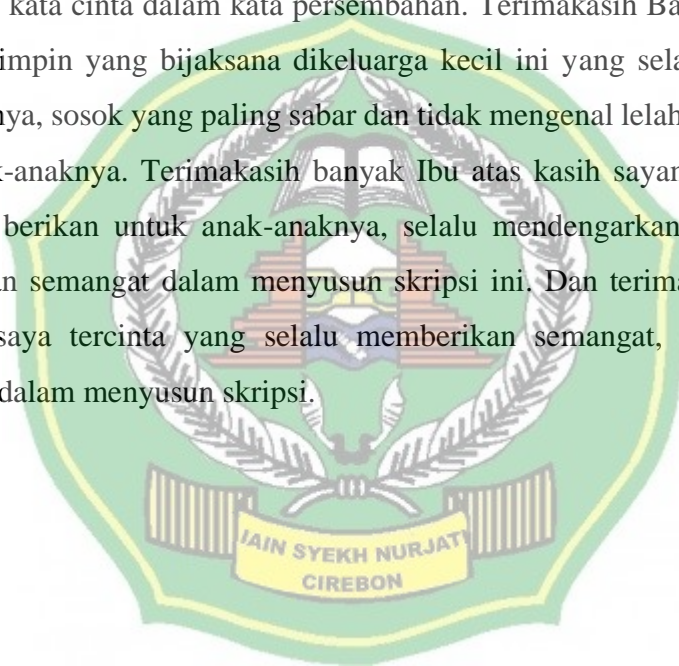 kata cinta dalam kata persembahan. Terimakasih Ba
impin yang bijaksana dikeluarga kecil ini yang sela
nya, sosok yang paling sabar dan tidak mengenal lelah
k-anaknya. Terimakasih banyak Ibu atas kasih sayan
berikan untuk anak-anaknya, selalu mendengarkan
an semangat dalam menyusun skripsi ini. Dan terima
saya tercinta yang selalu memberikan semangat,
dalam menyusun skripsi.
IAIN SYEKH NURJATI
CIREBON